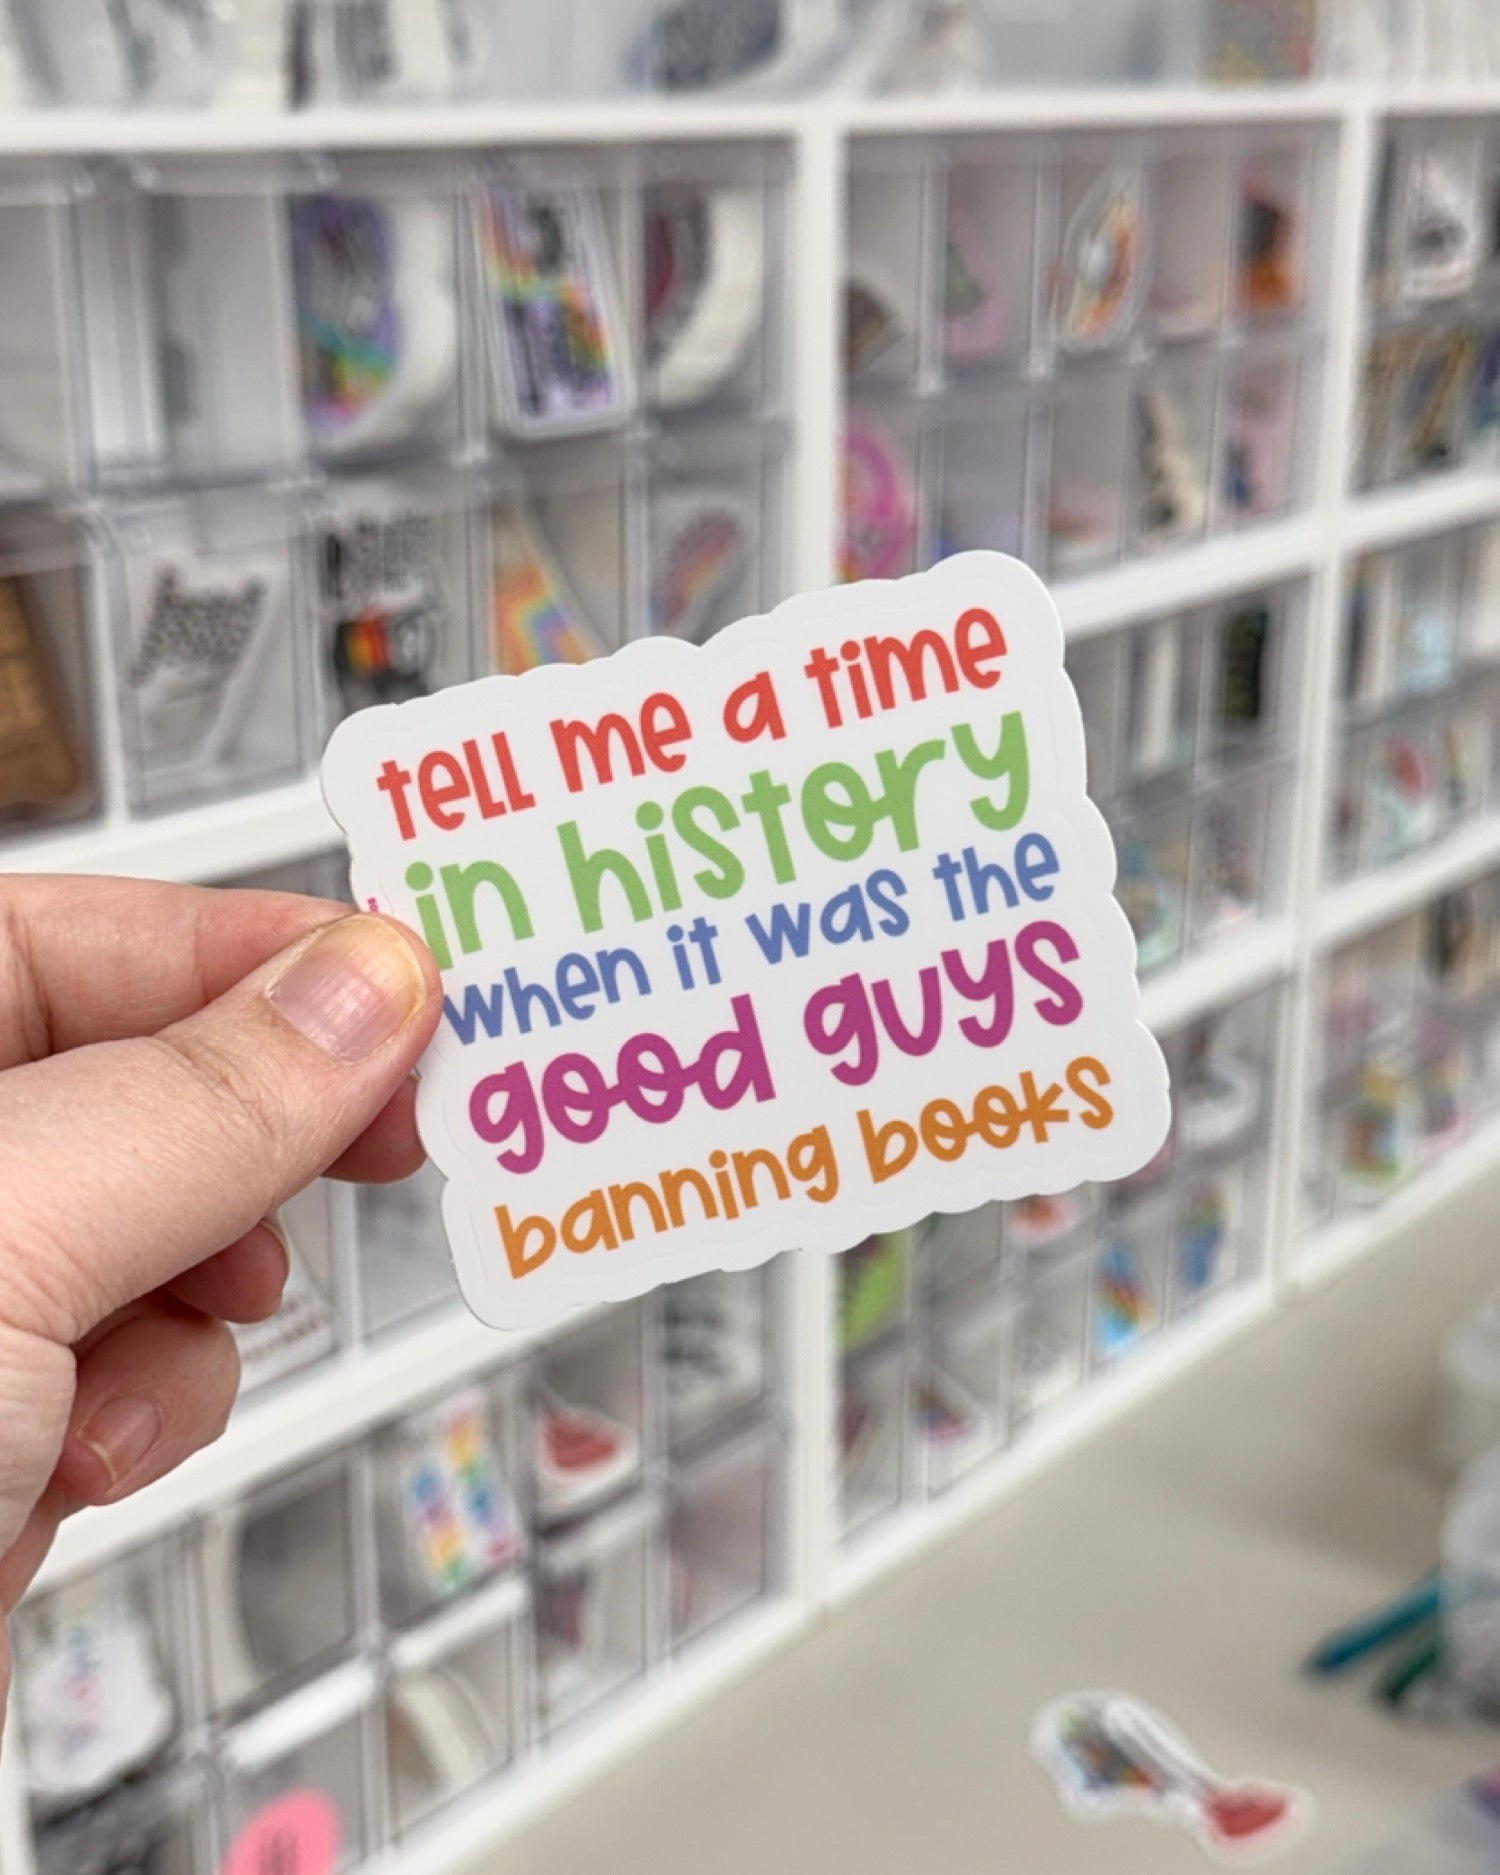 tell me a time
in history
when it was the
good guys
banning books